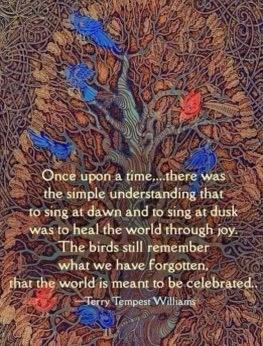 Once upon a time,...there was
the simple understanding that
to sing at dawn and to sing at dusk
was to heal the world through joy.
The birds still remember
what we have forgotten,
that the world is meant to be celebrated..
—Terry Tempest Williams